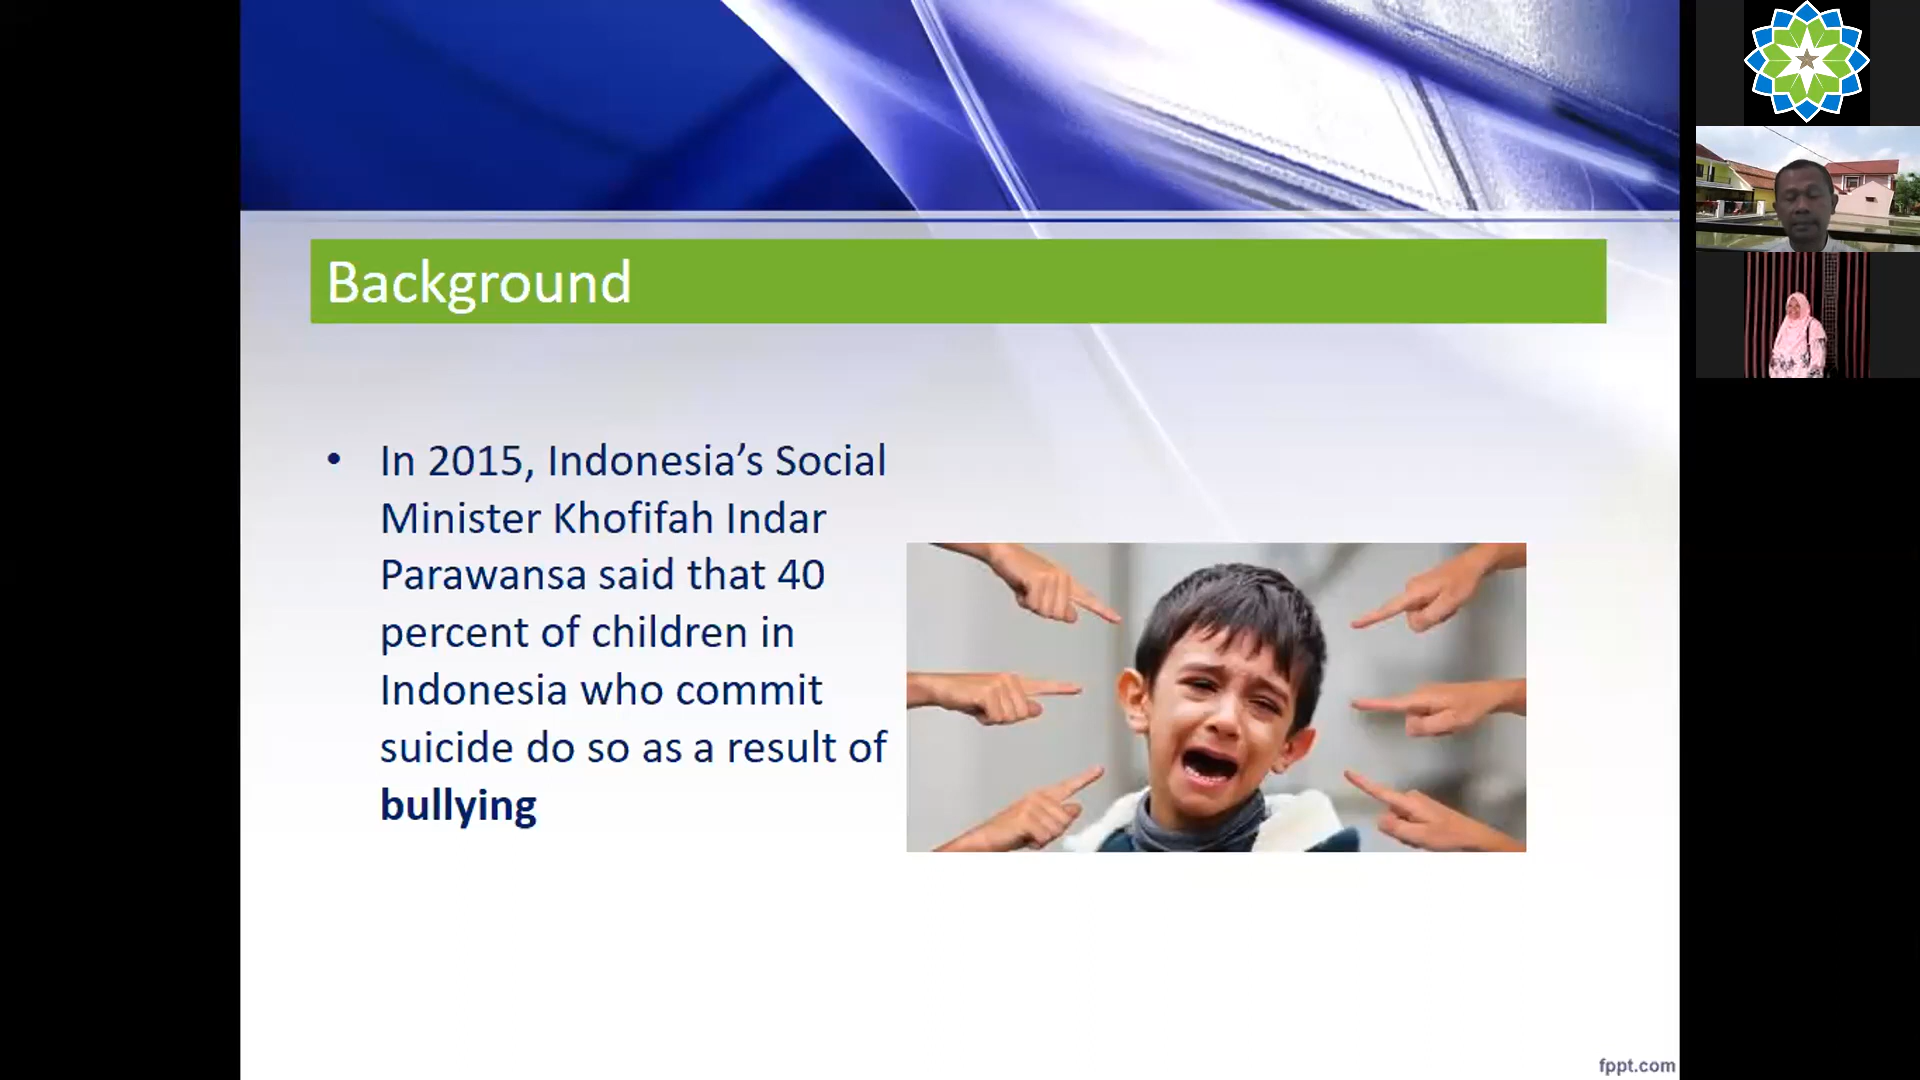 Background
• In 2015, Indonesia’s Social
Minister Khofifah Indar
Parawansa said that 40
percent of children in
Indonesia who commit
suicide do so as a result of
bullying
fppt.com